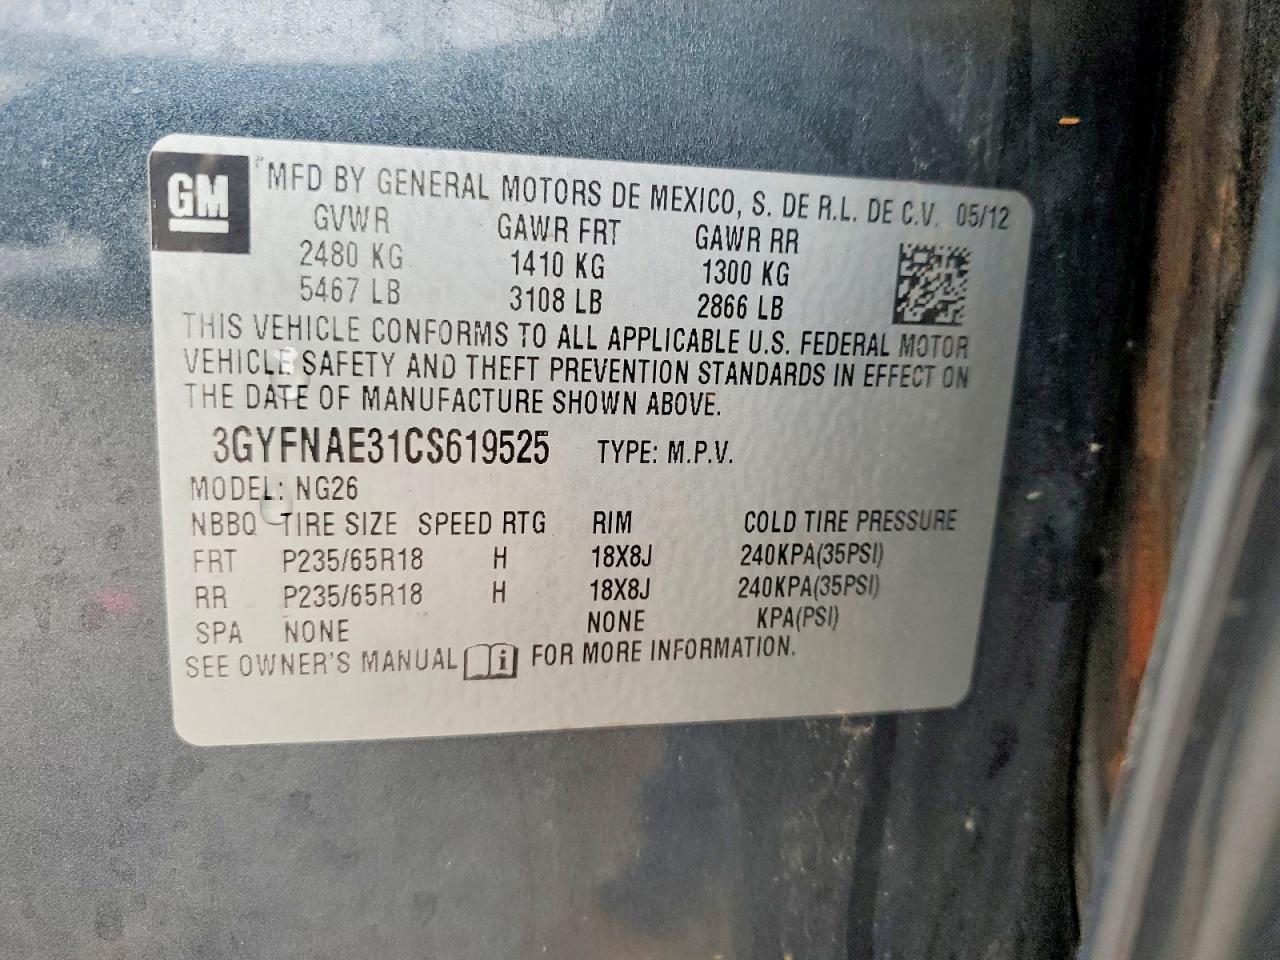 GM
MFD BY GENERAL MOTORS DE MEXICO, S. DE R.L. DE C.V. 05/12
GVWR GAWR FRT GAWR RR
2480 KG 1410 KG 1300 KG
5467 LB 3108 LB 2866 LB
THIS VEHICLE CONFORMS TO ALL APPLICABLE U.S. FEDERAL MOTOR
VEHICLE SAFETY AND THEFT PREVENTION STANDARDS IN EFFECT ON
THE DATE OF MANUFACTURE SHOWN ABOVE.
3GYFNAE31CS619525 TYPE: M.P.V.
MODEL: NG26
NBBQ TIRE SIZE SPEED RTG RIM COLD TIRE PRESSURE
FRT P235/65R18 H 18X8J 240KPA(35PSI)
RR P235/65R18 H 18X8J 240KPA(35PSI)
SPA NONE NONE KPA(PSI)
SEE OWNER'S MANUAL i FOR MORE INFORMATION.